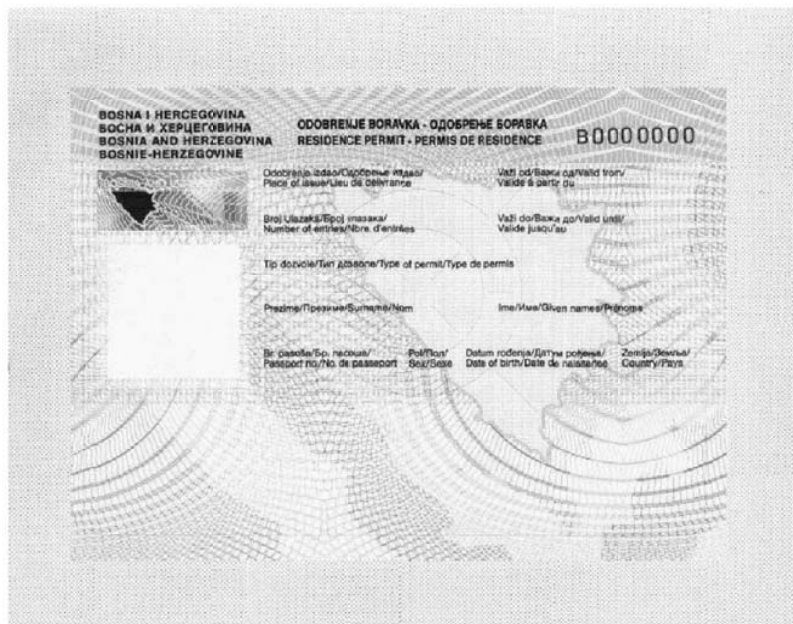 BOSNA I HERCEGOVINA
БОСНА И ХЕРЦЕГОВИНА
BOSNIA AND HERZEGOVINA
BOSNIE-HERZEGOVINE
ODOBRENJE BORAVKA - ОДОБРЕЊЕ БОРАВКА
RESIDENCE PERMIT - PERMIS DE RESIDENCE
B0000000
Odobrenje izdao/Одобрење издао/
Place of issue/Lieu de delivrance
Važi od/Важи од/Valid from/
Valide à partir du
Broj Ulazaka/Број улазака/
Number of entries/Nbre. d'entrées
Važi do/Важи до/Valid until/
Valide jusqu'au
Tip dozvole/Тип дозволе/Type of permit/Type de permis
Prezime/Презиме/Surname/Nom
Ime/Име/Given names/Prénoms
Br. pasoša/Бр. пасоша/
Passport no/No. de passeport
Pol/Пол/
Sex/Sexe
Datum rođenja/Датум рођења/
Date of birth/Date de naissance
Zemlja/Земља/
Country/Pays